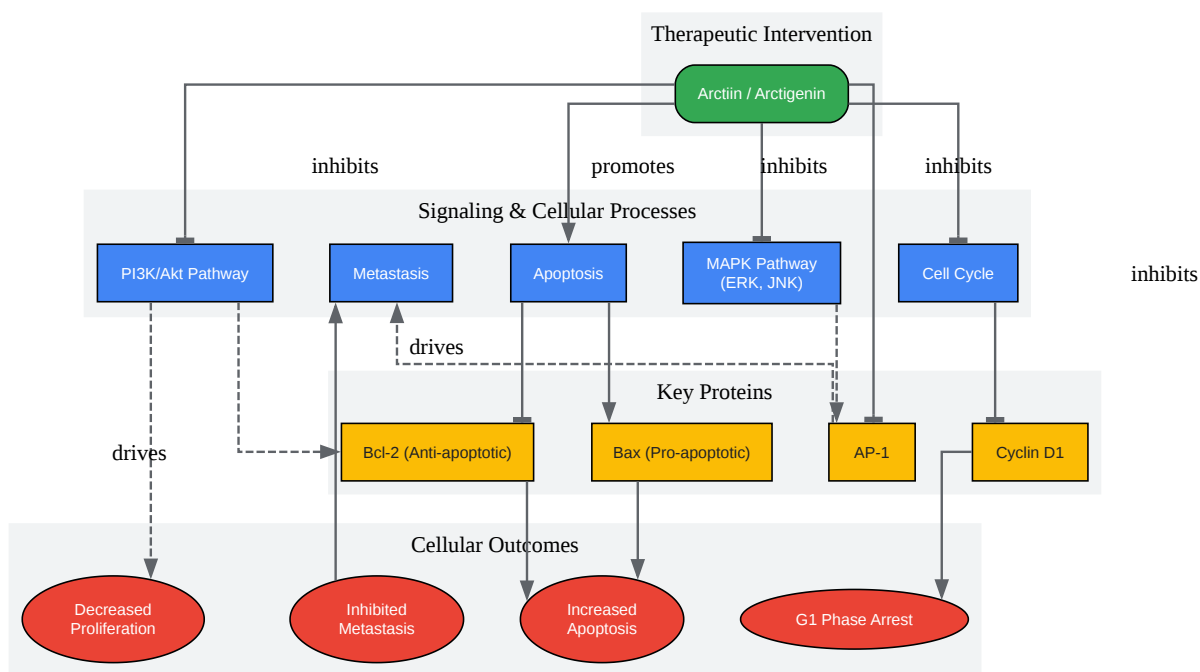 Therapeutic Intervention
Arctiin / Arctigenin
inhibits
promotes
inhibits
inhibits
Signaling & Cellular Processes
PI3K/Akt Pathway
Metastasis
Apoptosis
MAPK Pathway
(ERK, JNK)
Cell Cycle
inhibits
drives
Key Proteins
drives
Bcl-2 (Anti-apoptotic)
Bax (Pro-apoptotic)
AP-1
Cyclin D1
Cellular Outcomes
Decreased
Proliferation
Inhibited
Metastasis
Increased
Apoptosis
G1 Phase Arrest